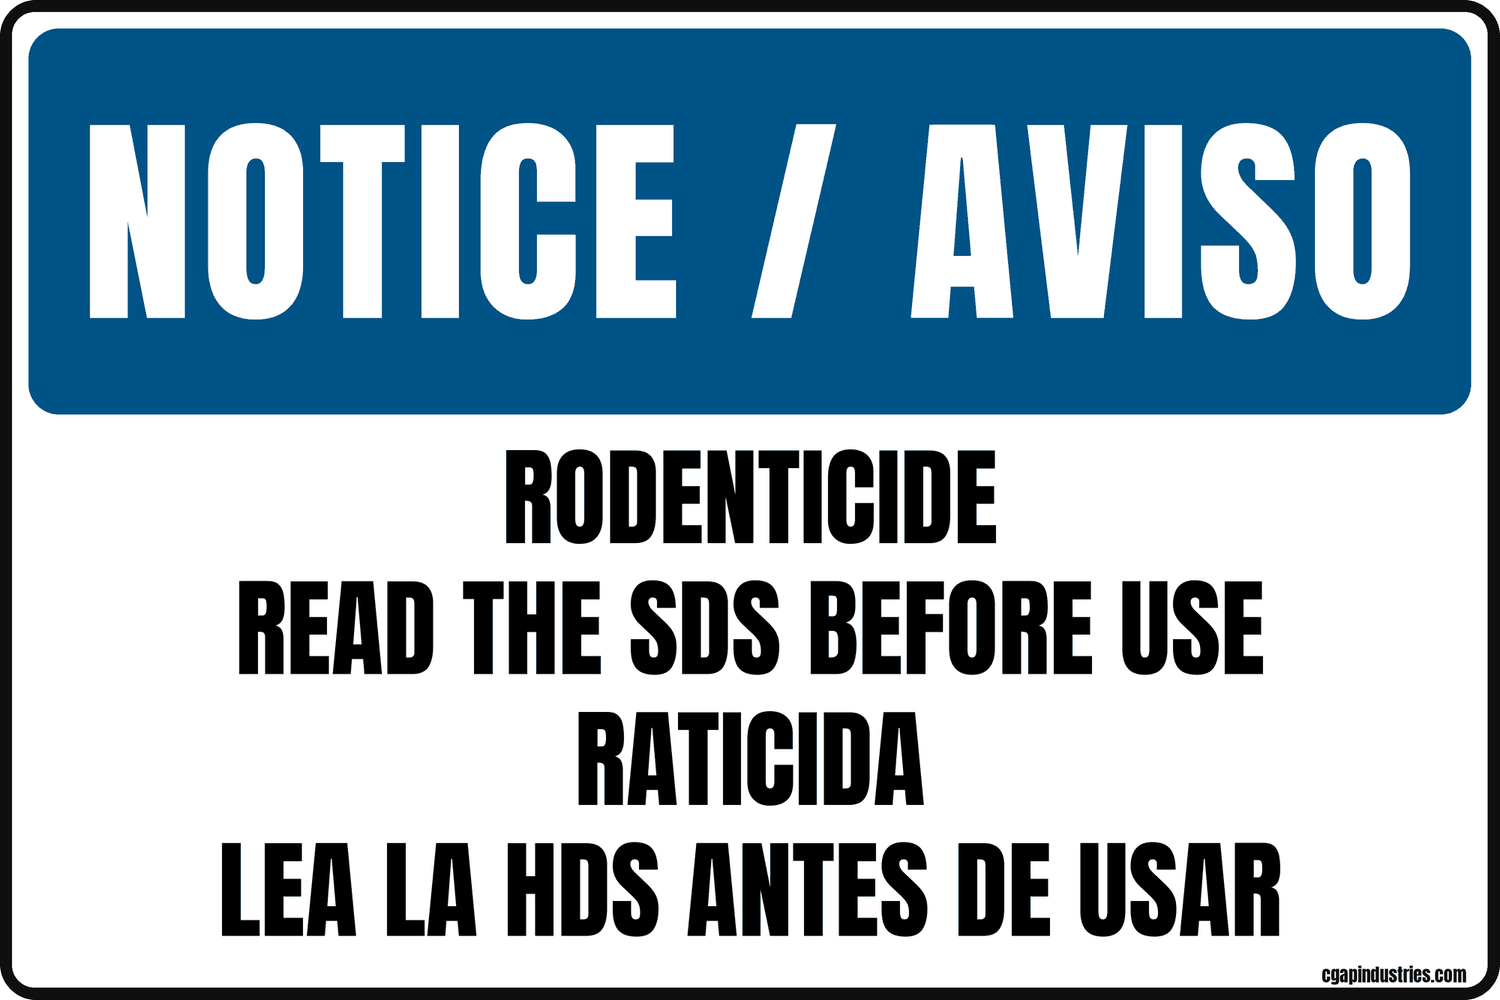 NOTICE / AVISO
RODENTICIDE
READ THE SDS BEFORE USE
RATICIDA
LEA LA HDS ANTES DE USAR
cgapindustries.com